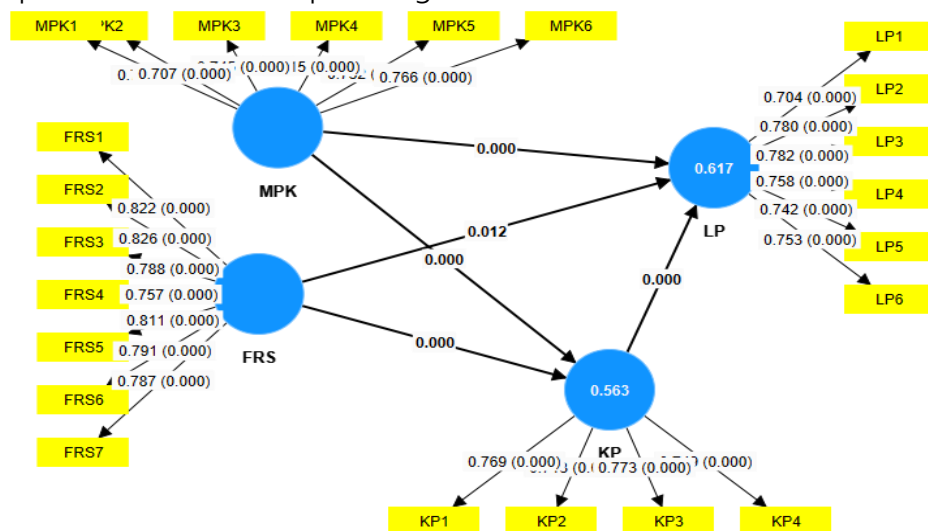 MPK1
MPK3
MPK4
MPK5
MPK6
0.707 (0.000)
(0.000)
(0.000)
0.766 (0.000)
MPK
FRS1
FRS2
FRS3
FRS4
FRS5
FRS6
FRS7
0.822 (0.000)
0.826 (0.000)
0.788 (0.000)
0.757 (0.000)
0.811 (0.000)
0.791 (0.000)
0.787 (0.000)
FRS
0.000
0.012
0.000
0.000
0.000
0.617
LP
0.704 (0.000)
0.780 (0.000)
0.782 (0.000)
0.758 (0.000)
0.742 (0.000)
0.753 (0.000)
LP1
LP2
LP3
LP4
LP5
LP6
0.563
KP
0.769 (0.000)
0.773 (0.000)
(0.000)
KP1
KP2
KP3
KP4